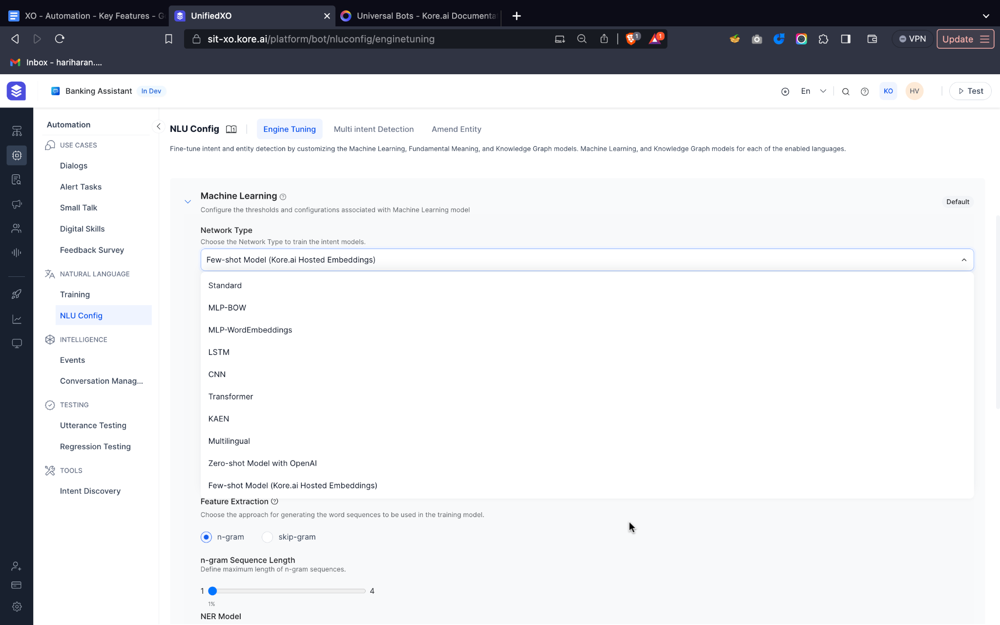 XO - Automation - Key Features - G
UnifiedXO
Universal Bots - Kore.ai Documenta
sit-xo.kore.ai/platform/bot/nluconfig/enginetuning
1
1
VPN
Update
Inbox - hariharan....
Banking Assistant
In Dev
En
KO
HV
Test
Automation
USE CASES
Dialogs
Alert Tasks
Small Talk
Digital Skills
Feedback Survey
NATURAL LANGUAGE
Training
NLU Config
INTELLIGENCE
Events
Conversation Manag...
TESTING
Utterance Testing
Regression Testing
TOOLS
Intent Discovery
NLU Config
Engine Tuning
Multi intent Detection
Amend Entity
Fine-tune intent and entity detection by customizing the Machine Learning, Fundamental Meaning, and Knowledge Graph models. Machine Learning, and Knowledge Graph models for each of the enabled languages.
Machine Learning
Configure the thresholds and configurations associated with Machine Learning model
Default
Network Type
Choose the Network Type to train the intent models.
Few-shot Model (Kore.ai Hosted Embeddings)
Standard
MLP-BOW
MLP-WordEmbeddings
LSTM
CNN
Transformer
KAEN
Multilingual
Zero-shot Model with OpenAI
Few-shot Model (Kore.ai Hosted Embeddings)
Feature Extraction
Choose the approach for generating the word sequences to be used in the training model.
n-gram
skip-gram
n-gram Sequence Length
Define maximum length of n-gram sequences.
1
4
1%
NER Model